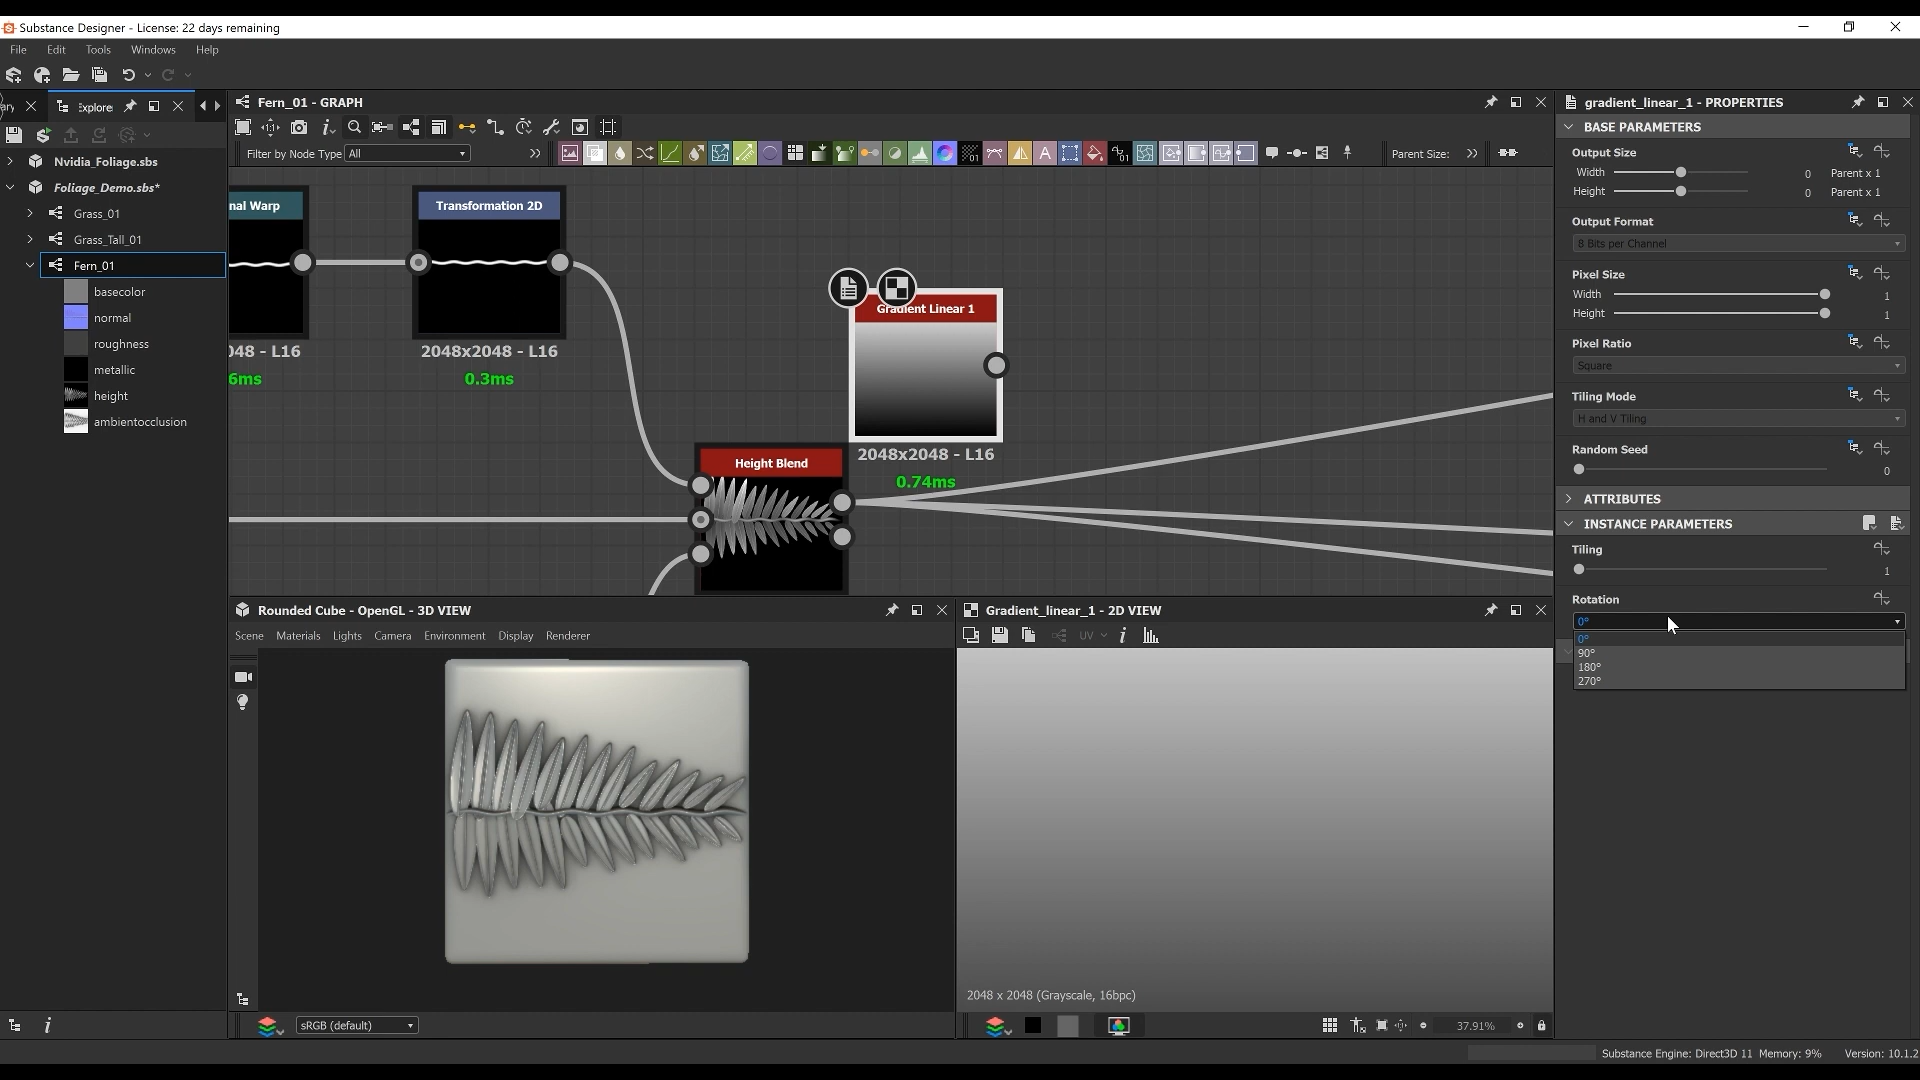 Substance Designer - License: 22 days remaining
File Edit Tools Windows Help
Explore
Fern_01 - GRAPH
gradient_linear_1 - PROPERTIES
Filter by Node Type All
Parent Size:
Nvidia_Foliage.sbs
Foliage_Demo.sbs*
Grass_01
Grass_Tall_01
Fern_01
basecolor
normal
roughness
metallic
height
ambientocclusion
nal Warp
048 - L16
6ms
Transformation 2D
2048x2048 - L16
0.3ms
Gradient Linear 1
2048x2048 - L16
0.74ms
Height Blend
BASE PARAMETERS
Output Size
Width 0 Parent x 1
Height 0 Parent x 1
Output Format
8 Bits per Channel
Pixel Size
Width 1
Height 1
Pixel Ratio
Square
Tiling Mode
H and V Tiling
Random Seed
0
ATTRIBUTES
INSTANCE PARAMETERS
Tiling
1
Rotation
0°
0°
90°
180°
270°
Rounded Cube - OpenGL - 3D VIEW
Scene Materials Lights Camera Environment Display Renderer
sRGB (default)
Gradient_linear_1 - 2D VIEW
UV
2048 x 2048 (Grayscale, 16bpc)
37.91%
Substance Engine: Direct3D 11 Memory: 9% Version: 10.1.2